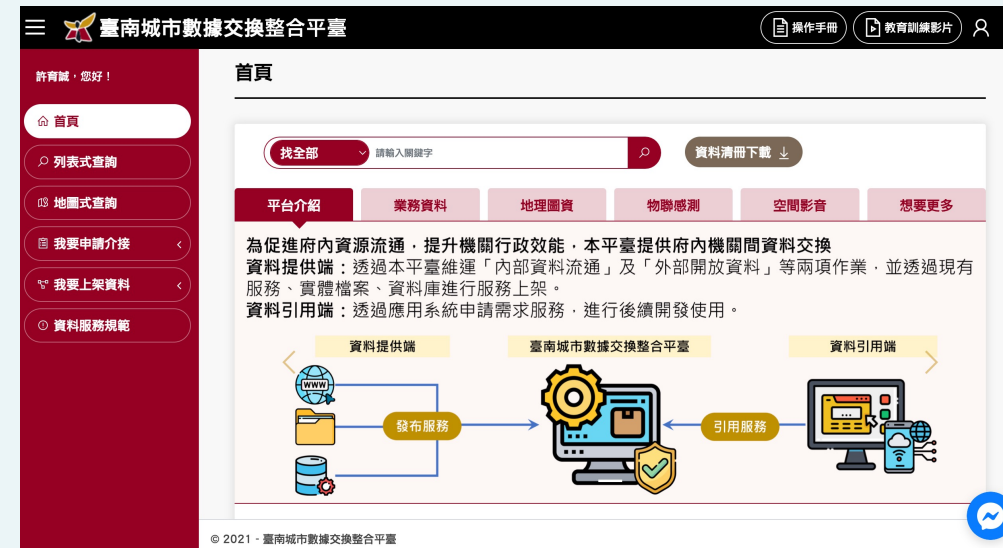 臺南城市數據交換整合平臺
操作手冊
教育訓練影片
許育誠，您好！
首頁
列表式查詢
地圖式查詢
我要申請介接
我要上架資料
資料服務規範
首頁
找全部
請輸入關鍵字
資料清冊下載
平台介紹
業務資料
地理圖資
物聯感測
空間影音
想要更多
為促進府內資源流通，提升機關行政效能，本平臺提供府內機關間資料交換
資料提供端：透過本平臺維運「內部資料流通」及「外部開放資料」等兩項作業，並透過現有
服務、實體檔案、資料庫進行服務上架。
資料引用端：透過應用系統申請需求服務，進行後續開發使用。
資料提供端
臺南城市數據交換整合平臺
資料引用端
WWW
發布服務
引用服務
© 2021 - 臺南城市數據交換整合平臺